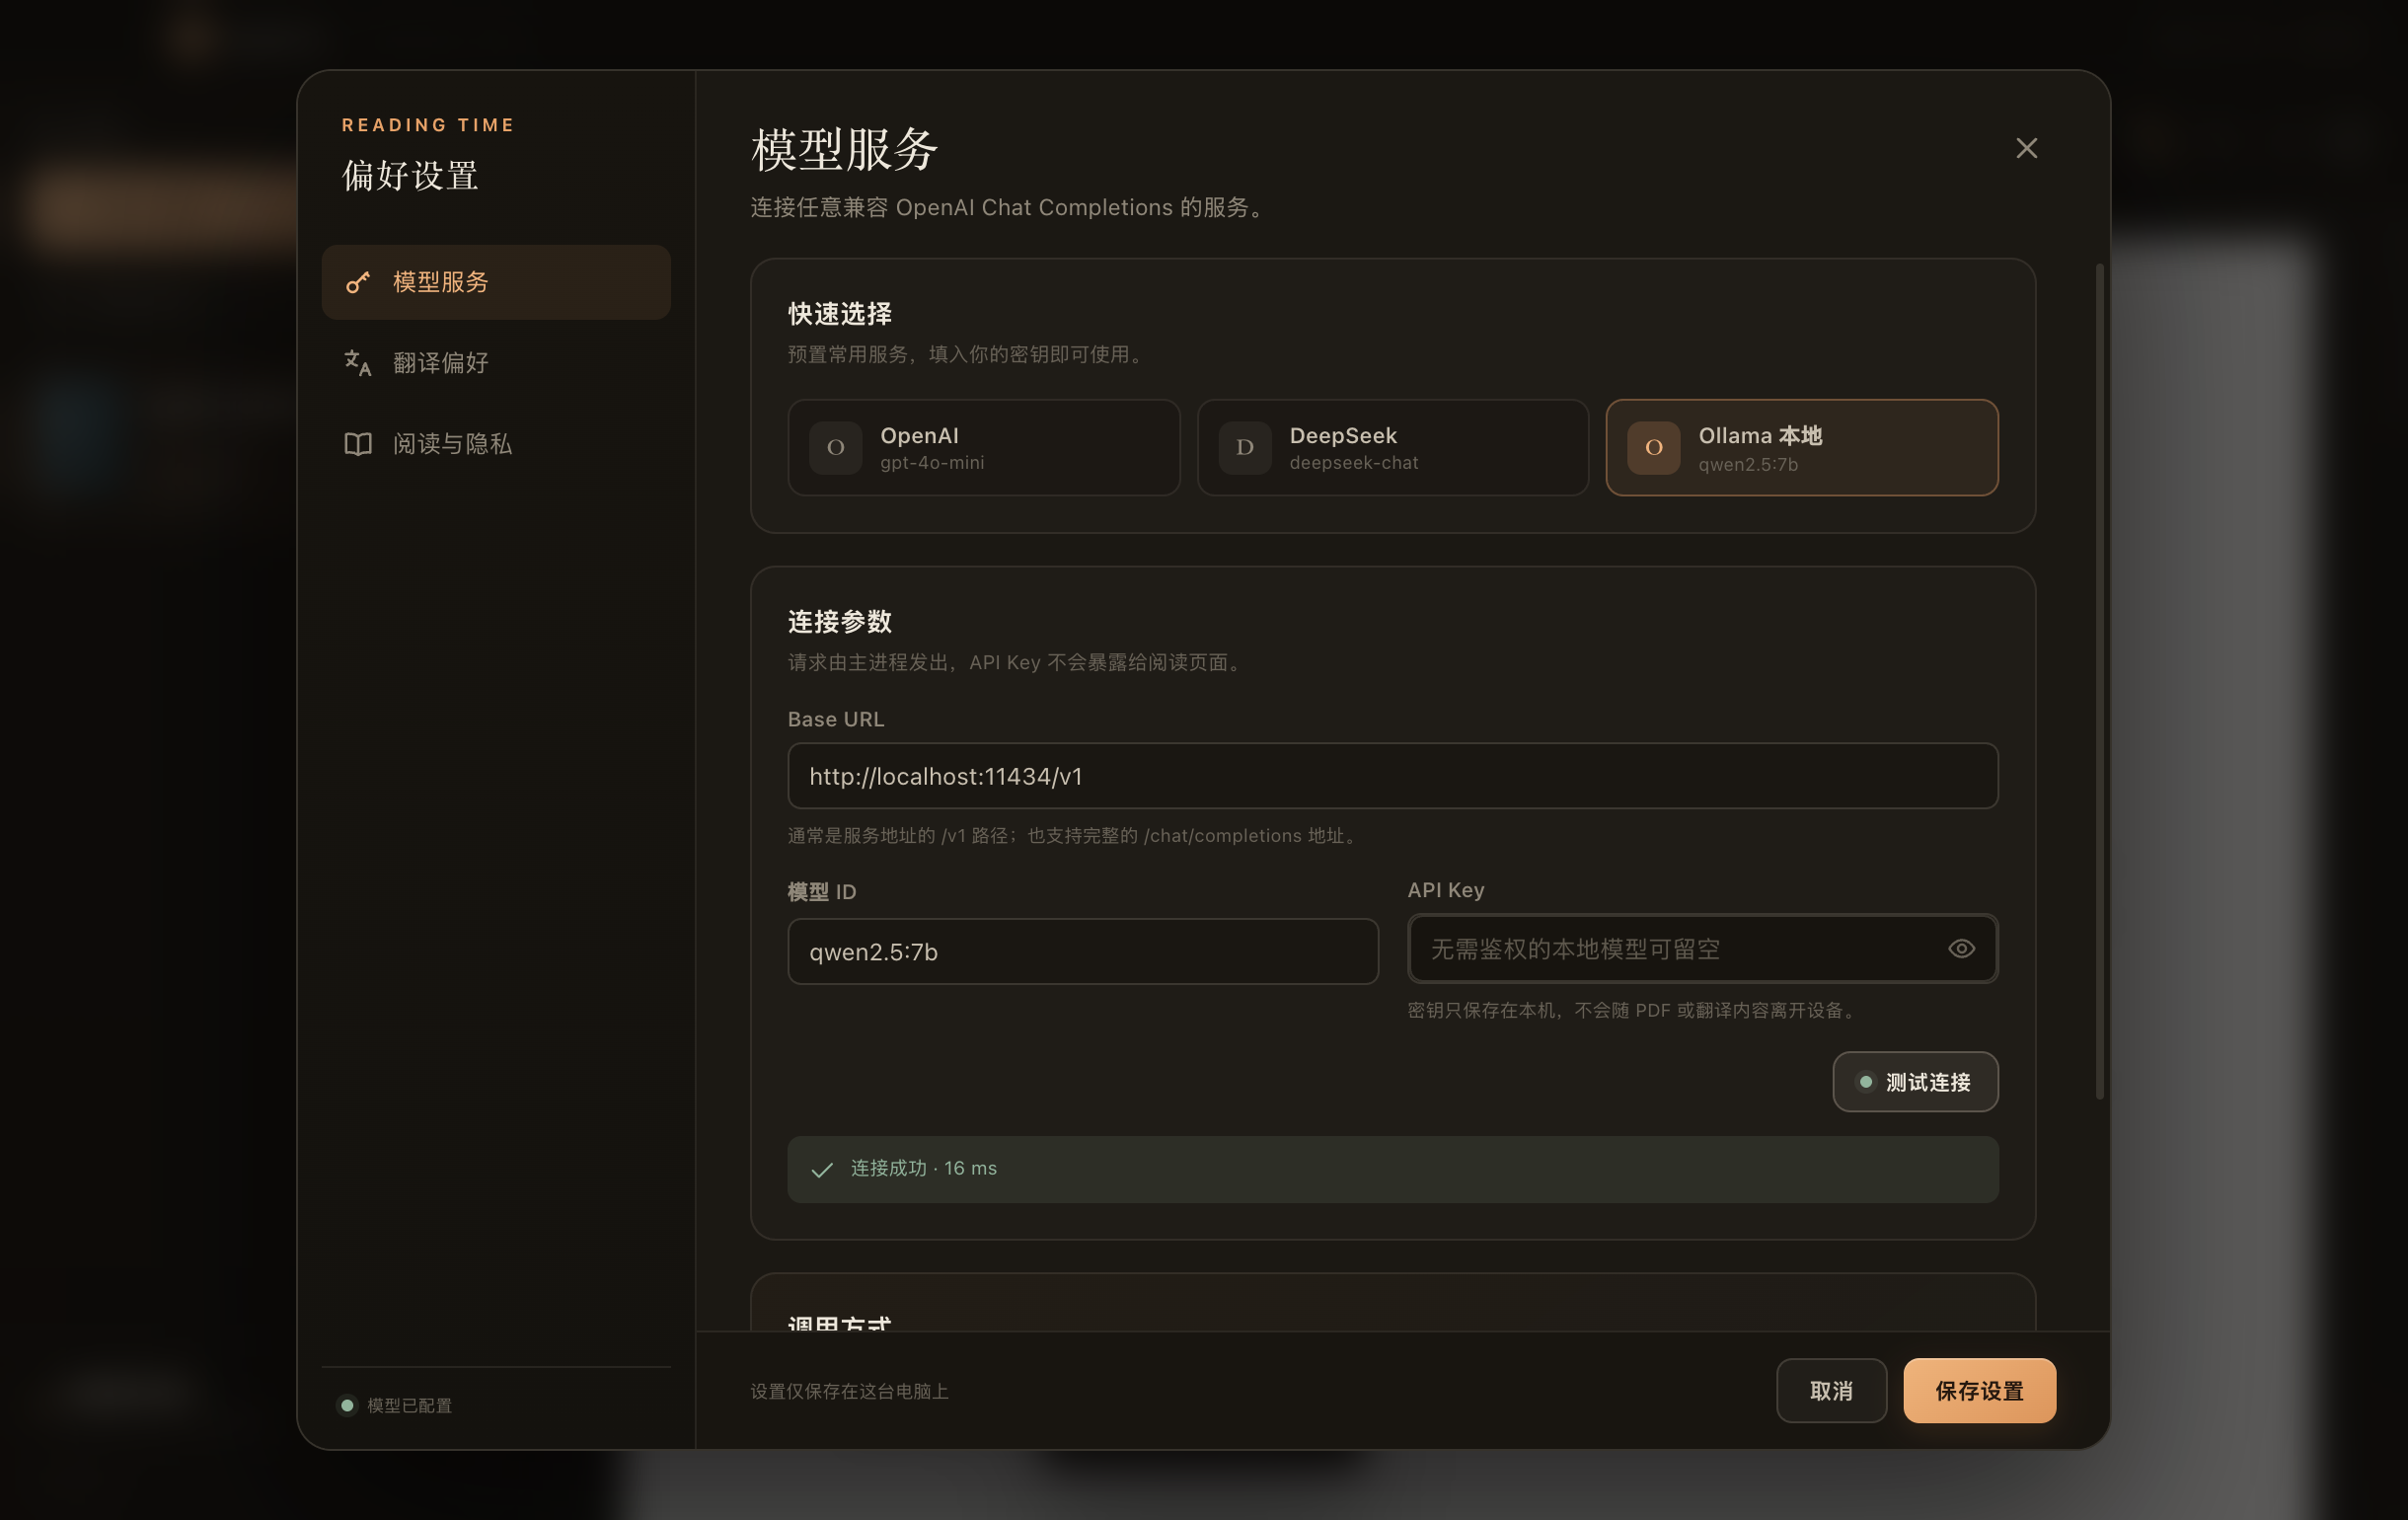 READING TIME
偏好设置
模型服务
翻译偏好
阅读与隐私
模型已配置
模型服务
连接任意兼容 OpenAI Chat Completions 的服务。
快速选择
预置常用服务，填入你的密钥即可使用。
O
OpenAI
gpt-4o-mini
D
DeepSeek
deepseek-chat
O
Ollama 本地
qwen2.5:7b
连接参数
请求由主进程发出，API Key 不会暴露给阅读页面。
Base URL
http://localhost:11434/v1
通常是服务地址的 /v1 路径；也支持完整的 /chat/completions 地址。
模型 ID
qwen2.5:7b
API Key
无需鉴权的本地模型可留空
密钥只保存在本机，不会随 PDF 或翻译内容离开设备。
测试连接
连接成功 · 16 ms
调用方式
设置仅保存在这台电脑上
取消
保存设置